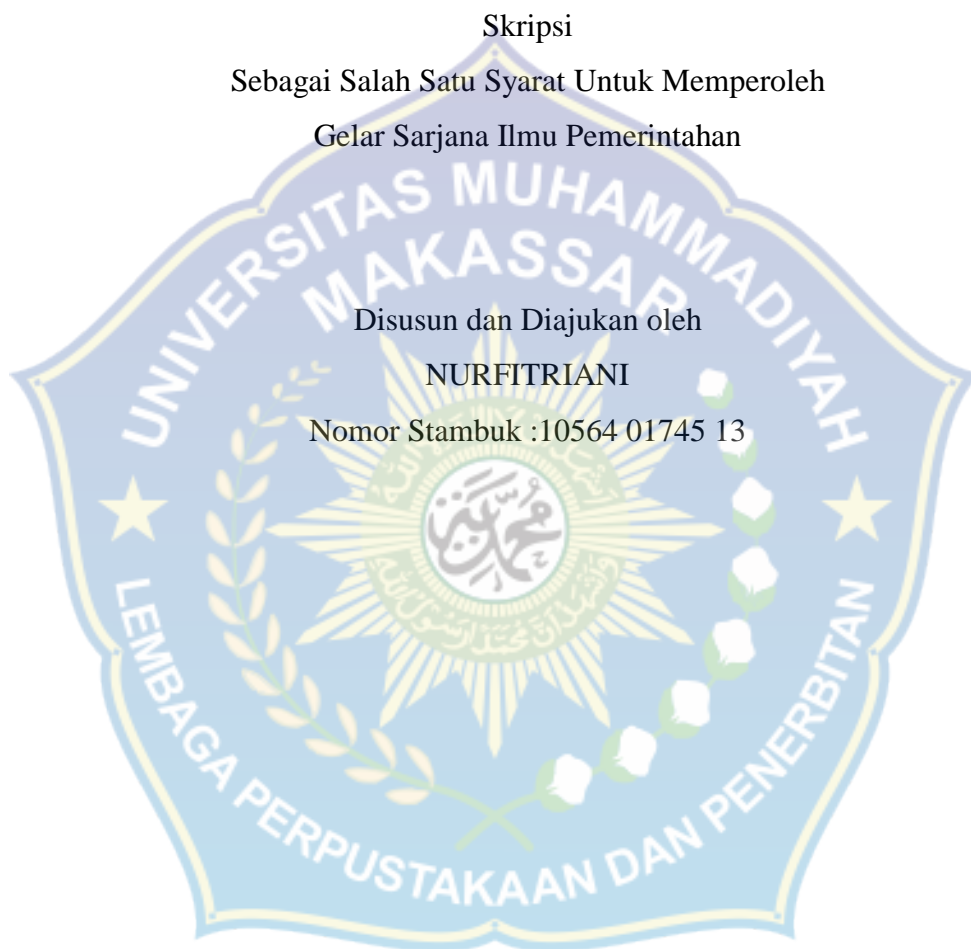 Skripsi
Sebagai Salah Satu Syarat Untuk Memperoleh
Gelar Sarjana Ilmu Pemerintahan
UNIVERSITAS MUHAMMADIYAH
MAKASSAR
Disusun dan Diajukan oleh
NURFITRIANI
Nomor Stambuk :10564 01745 13
LEMBAGA PERPUSTAKAAN DAN PENERBITAN